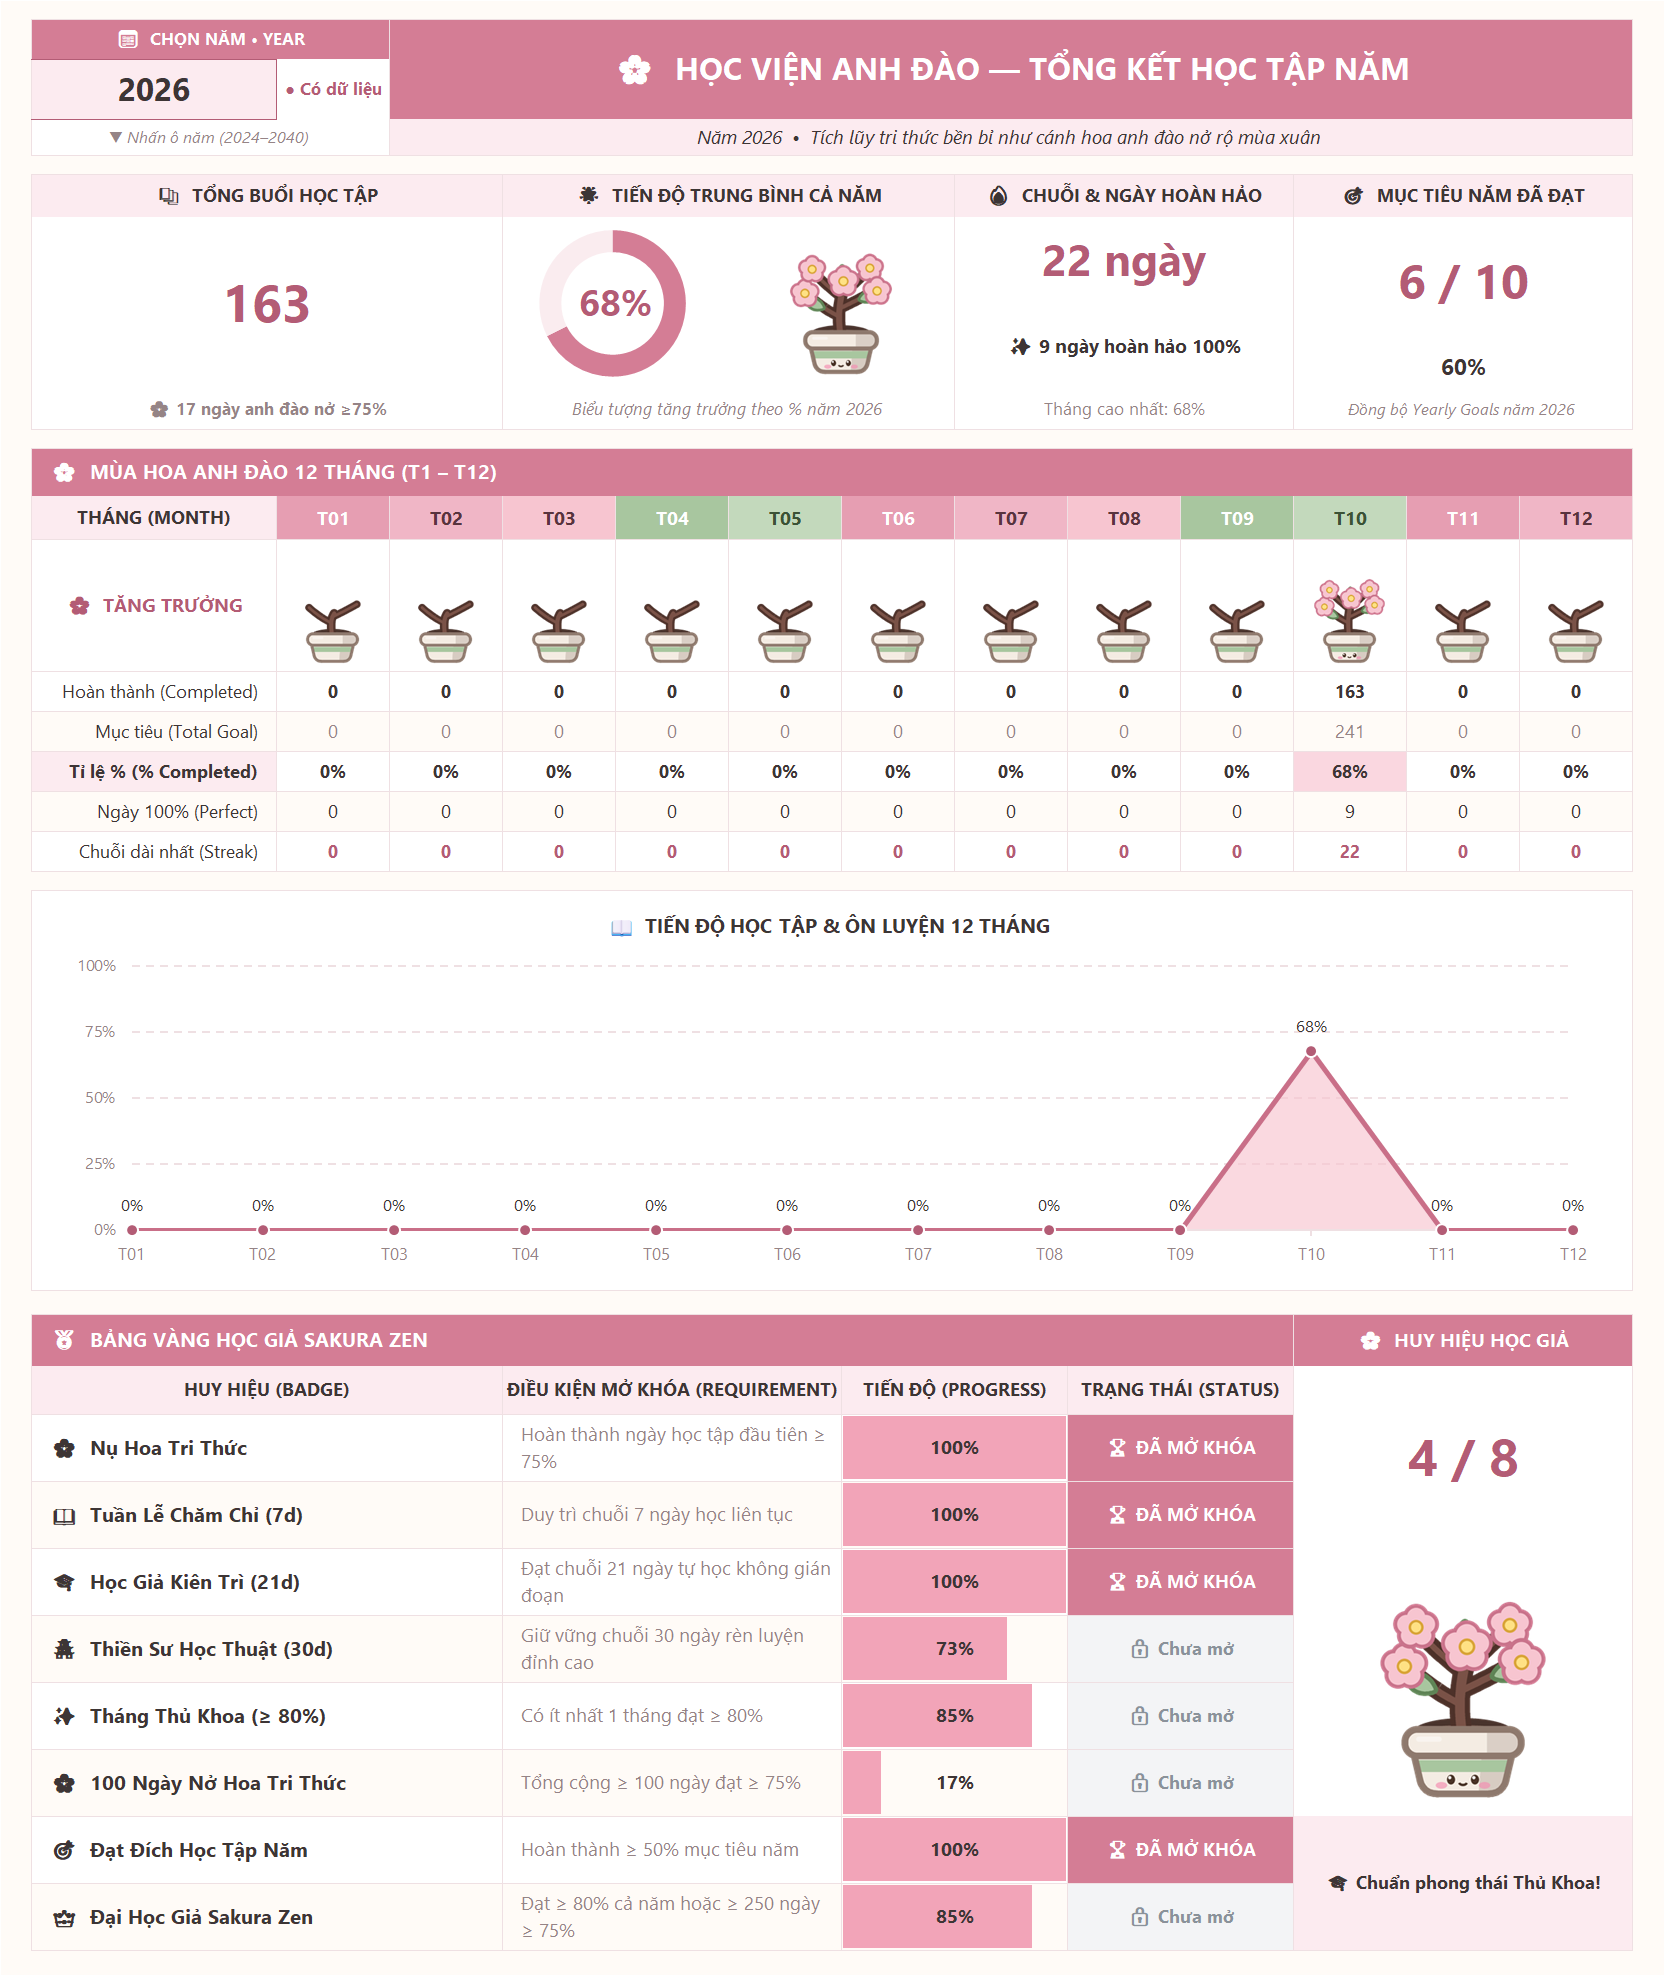 CHỌN NĂM • YEAR
2026
● Có dữ liệu
▼ Nhấn ô năm (2024–2040)
HỌC VIỆN ANH ĐÀO — TỔNG KẾT HỌC TẬP NĂM
Năm 2026 • Tích lũy tri thức bền bỉ như cánh hoa anh đào nở rộ mùa xuân
TỔNG BUỔI HỌC TẬP
163
17 ngày anh đào nở ≥75%
TIẾN ĐỘ TRUNG BÌNH CẢ NĂM
68%
Biểu tượng tăng trưởng theo % năm 2026
CHUỖI & NGÀY HOÀN HẢO
22 ngày
9 ngày hoàn hảo 100%
Tháng cao nhất: 68%
MỤC TIÊU NĂM ĐÃ ĐẠT
6 / 10
60%
Đồng bộ Yearly Goals năm 2026
MÙA HOA ANH ĐÀO 12 THÁNG (T1 – T12)
THÁNG (MONTH) T01 T02 T03 T04 T05 T06 T07 T08 T09 T10 T11 T12
TĂNG TRƯỞNG
Hoàn thành (Completed) 0 0 0 0 0 0 0 0 0 163 0 0
Mục tiêu (Total Goal) 0 0 0 0 0 0 0 0 0 241 0 0
Tỉ lệ % (% Completed) 0% 0% 0% 0% 0% 0% 0% 0% 0% 68% 0% 0%
Ngày 100% (Perfect) 0 0 0 0 0 0 0 0 0 9 0 0
Chuỗi dài nhất (Streak) 0 0 0 0 0 0 0 0 0 22 0 0
TIẾN ĐỘ HỌC TẬP & ÔN LUYỆN 12 THÁNG
100%
75%
68%
50%
25%
0% 0% 0% 0% 0% 0% 0% 0% 0% 0% 0%
0%
T01 T02 T03 T04 T05 T06 T07 T08 T09 T10 T11 T12
BẢNG VÀNG HỌC GIẢ SAKURA ZEN
HUY HIỆU (BADGE) ĐIỀU KIỆN MỞ KHÓA (REQUIREMENT) TIẾN ĐỘ (PROGRESS) TRẠNG THÁI (STATUS)
Nụ Hoa Tri Thức
Hoàn thành ngày học tập đầu tiên ≥
75%
100%
ĐÃ MỞ KHÓA
Tuần Lễ Chăm Chỉ (7d)
Duy trì chuỗi 7 ngày học liên tục
100%
ĐÃ MỞ KHÓA
Học Giả Kiên Trì (21d)
Đạt chuỗi 21 ngày tự học không gián
đoạn
100%
ĐÃ MỞ KHÓA
Thiền Sư Học Thuật (30d)
Giữ vững chuỗi 30 ngày rèn luyện
đỉnh cao
73%
Chưa mở
Tháng Thủ Khoa (≥ 80%)
Có ít nhất 1 tháng đạt ≥ 80%
85%
Chưa mở
100 Ngày Nở Hoa Tri Thức
Tổng cộng ≥ 100 ngày đạt ≥ 75%
17%
Chưa mở
Đạt Đích Học Tập Năm
Hoàn thành ≥ 50% mục tiêu năm
100%
ĐÃ MỞ KHÓA
Đại Học Giả Sakura Zen
Đạt ≥ 80% cả năm hoặc ≥ 250 ngày
≥ 75%
85%
Chưa mở
HUY HIỆU HỌC GIẢ
4 / 8
Chuẩn phong thái Thủ Khoa!